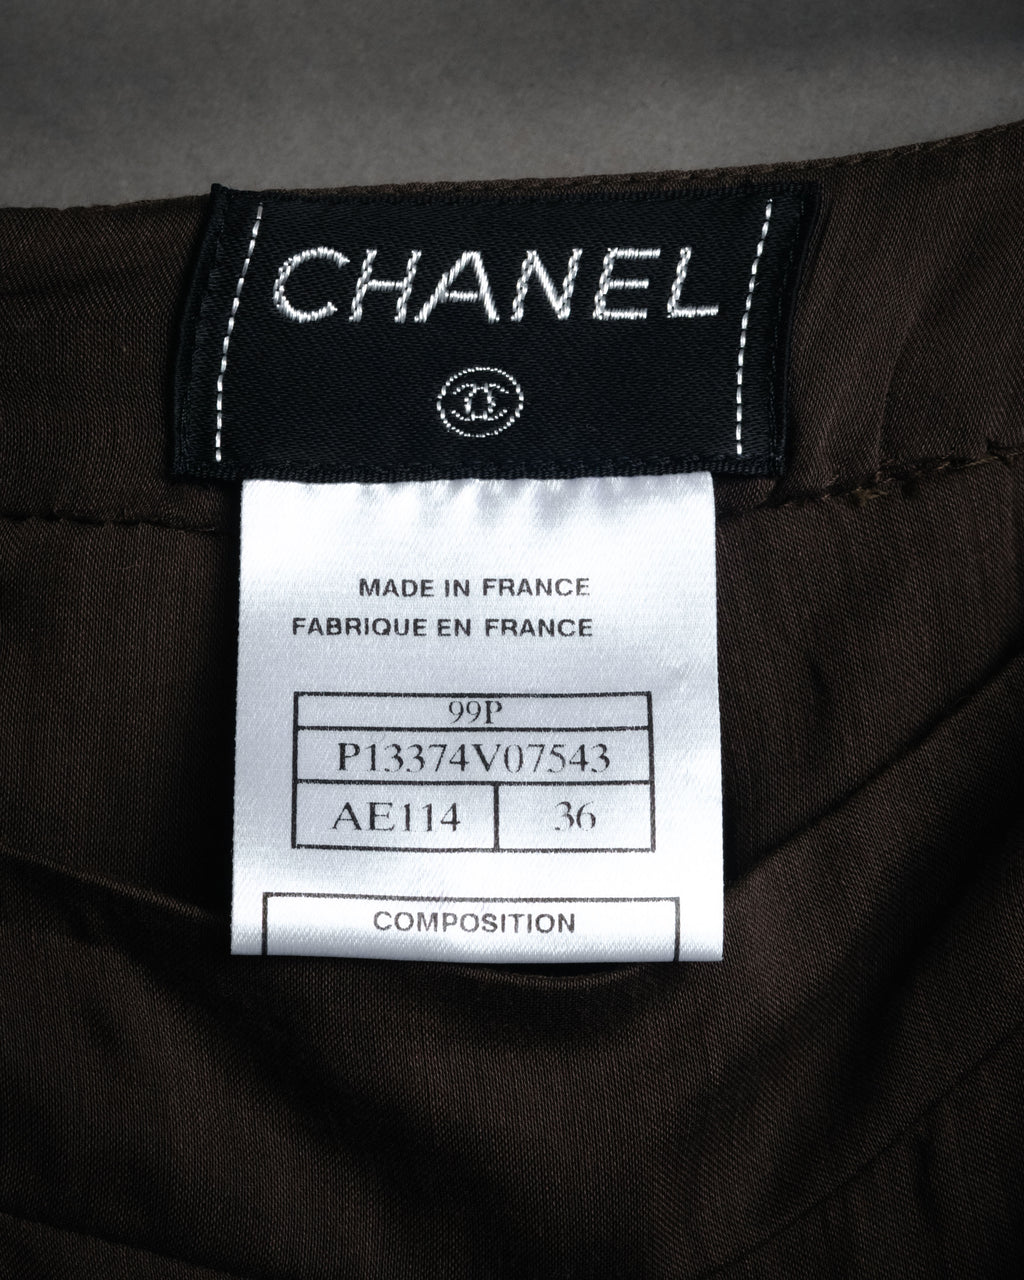 CHANEL
MADE IN FRANCE
FABRIQUE EN FRANCE
99P
P13374V07543
AE114 36
COMPOSITION